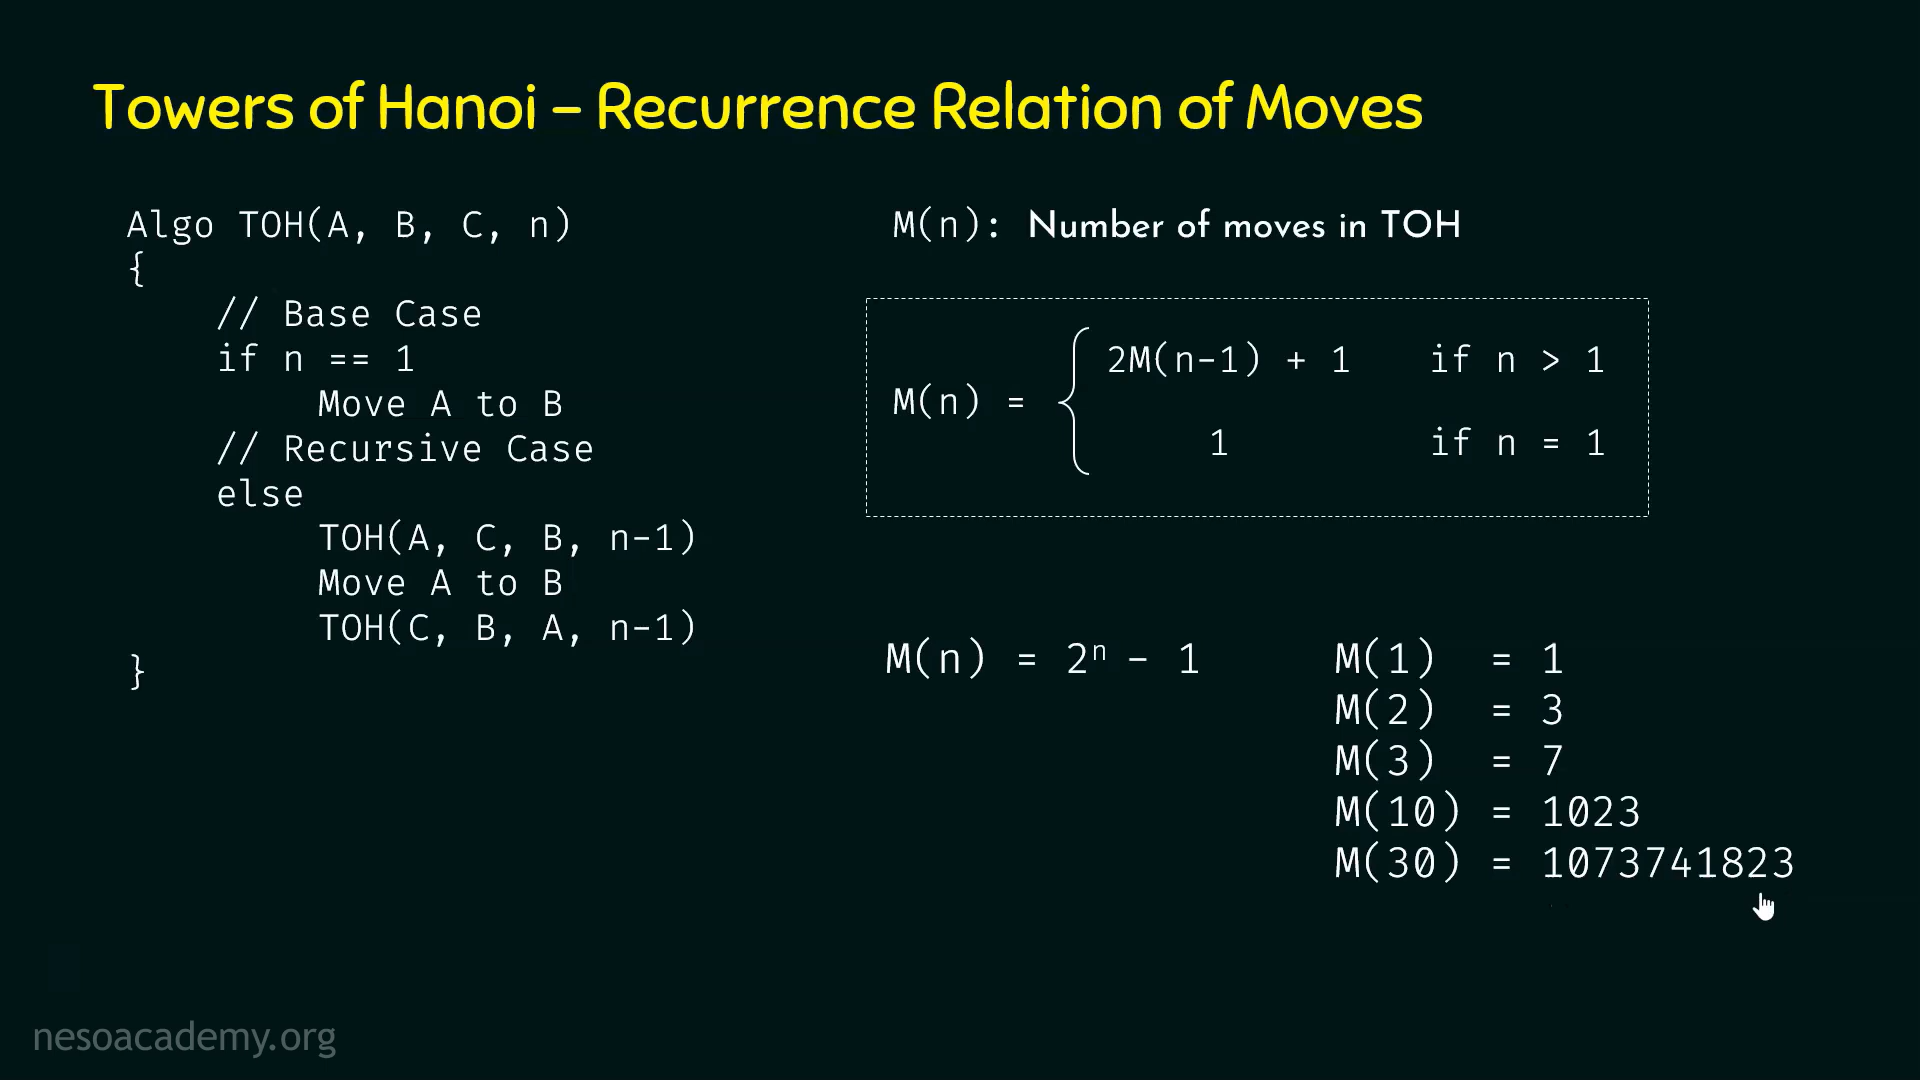 Towers of Hanoi – Recurrence Relation of Moves
Algo TOH(A, B, C, n)
{
// Base Case
if n == 1
Move A to B
// Recursive Case
else
TOH(A, C, B, n-1)
Move A to B
TOH(C, B, A, n-1)
}
M(n): Number of moves in TOH
2M(n-1) + 1 if n > 1
M(n) =
1 if n = 1
M(n) = 2ⁿ - 1
M(1) = 1
M(2) = 3
M(3) = 7
M(10) = 1023
M(30) = 1073741823
nesoacademy.org